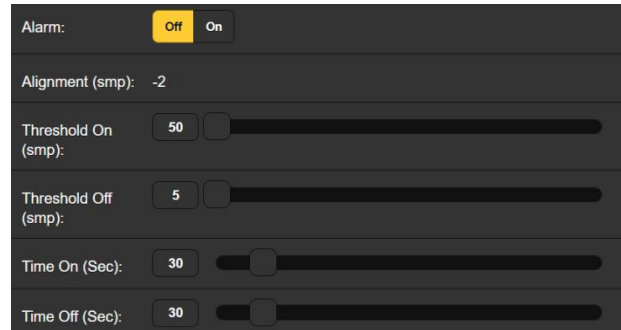 Alarm: Off On
Alignment (smp): -2
Threshold On 50
(smp):
Threshold Off 5
(smp):
Time On (Sec): 30
Time Off (Sec): 30